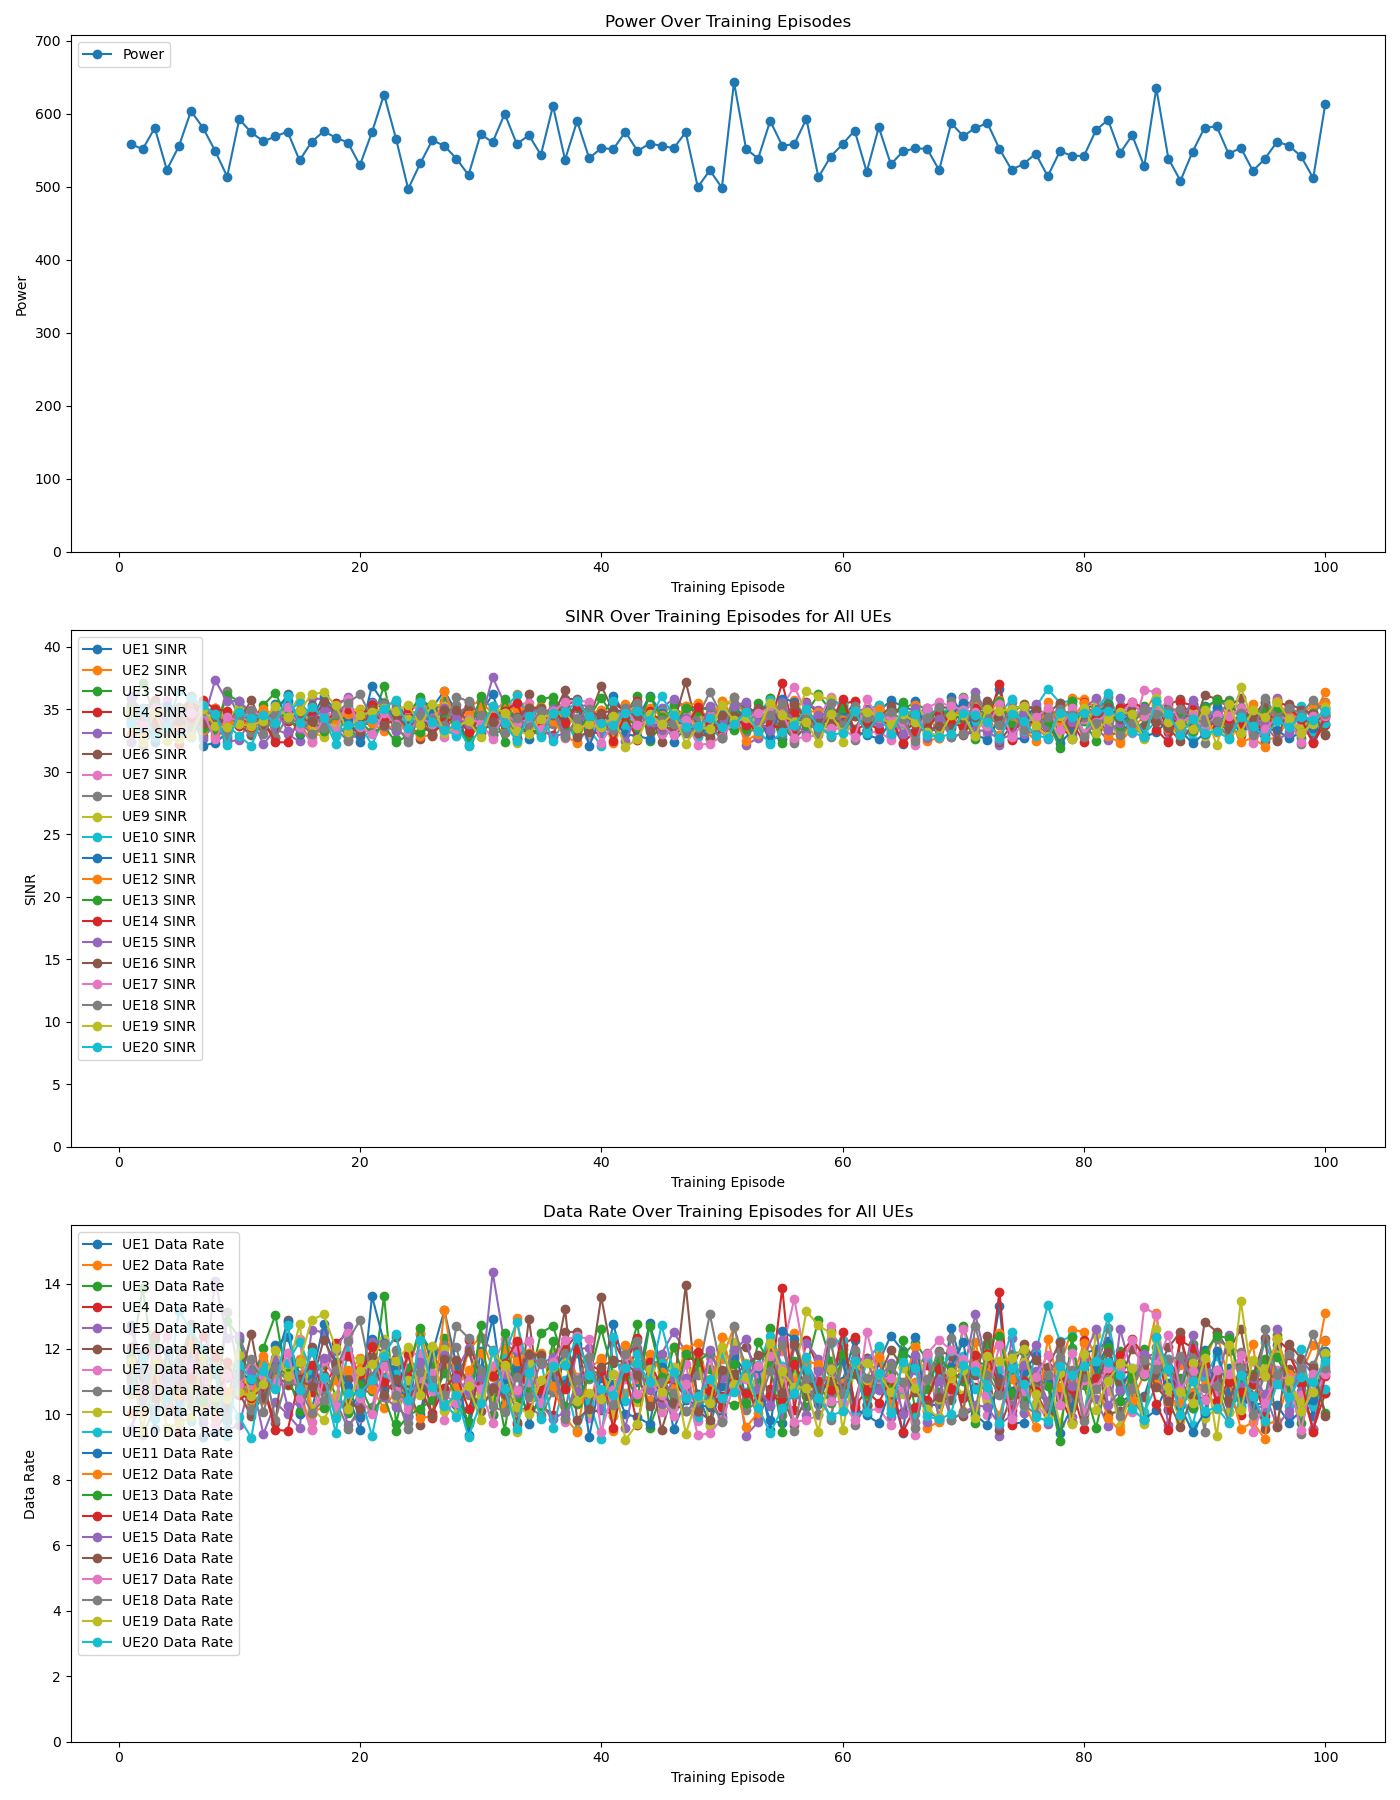 Power Over Training Episodes
Power
700
600
500
400
300
200
100
0
Power
0 20 40 60 80 100
Training Episode
SINR Over Training Episodes for All UEs
UE1 SINR
UE2 SINR
UE3 SINR
UE4 SINR
UE5 SINR
UE6 SINR
UE7 SINR
UE8 SINR
UE9 SINR
UE10 SINR
UE11 SINR
UE12 SINR
UE13 SINR
UE14 SINR
UE15 SINR
UE16 SINR
UE17 SINR
UE18 SINR
UE19 SINR
UE20 SINR
40
35
30
25
20
15
10
5
0
SINR
0 20 40 60 80 100
Training Episode
Data Rate Over Training Episodes for All UEs
UE1 Data Rate
UE2 Data Rate
UE3 Data Rate
UE4 Data Rate
UE5 Data Rate
UE6 Data Rate
UE7 Data Rate
UE8 Data Rate
UE9 Data Rate
UE10 Data Rate
UE11 Data Rate
UE12 Data Rate
UE13 Data Rate
UE14 Data Rate
UE15 Data Rate
UE16 Data Rate
UE17 Data Rate
UE18 Data Rate
UE19 Data Rate
UE20 Data Rate
14
12
10
8
6
4
2
0
Data Rate
0 20 40 60 80 100
Training Episode